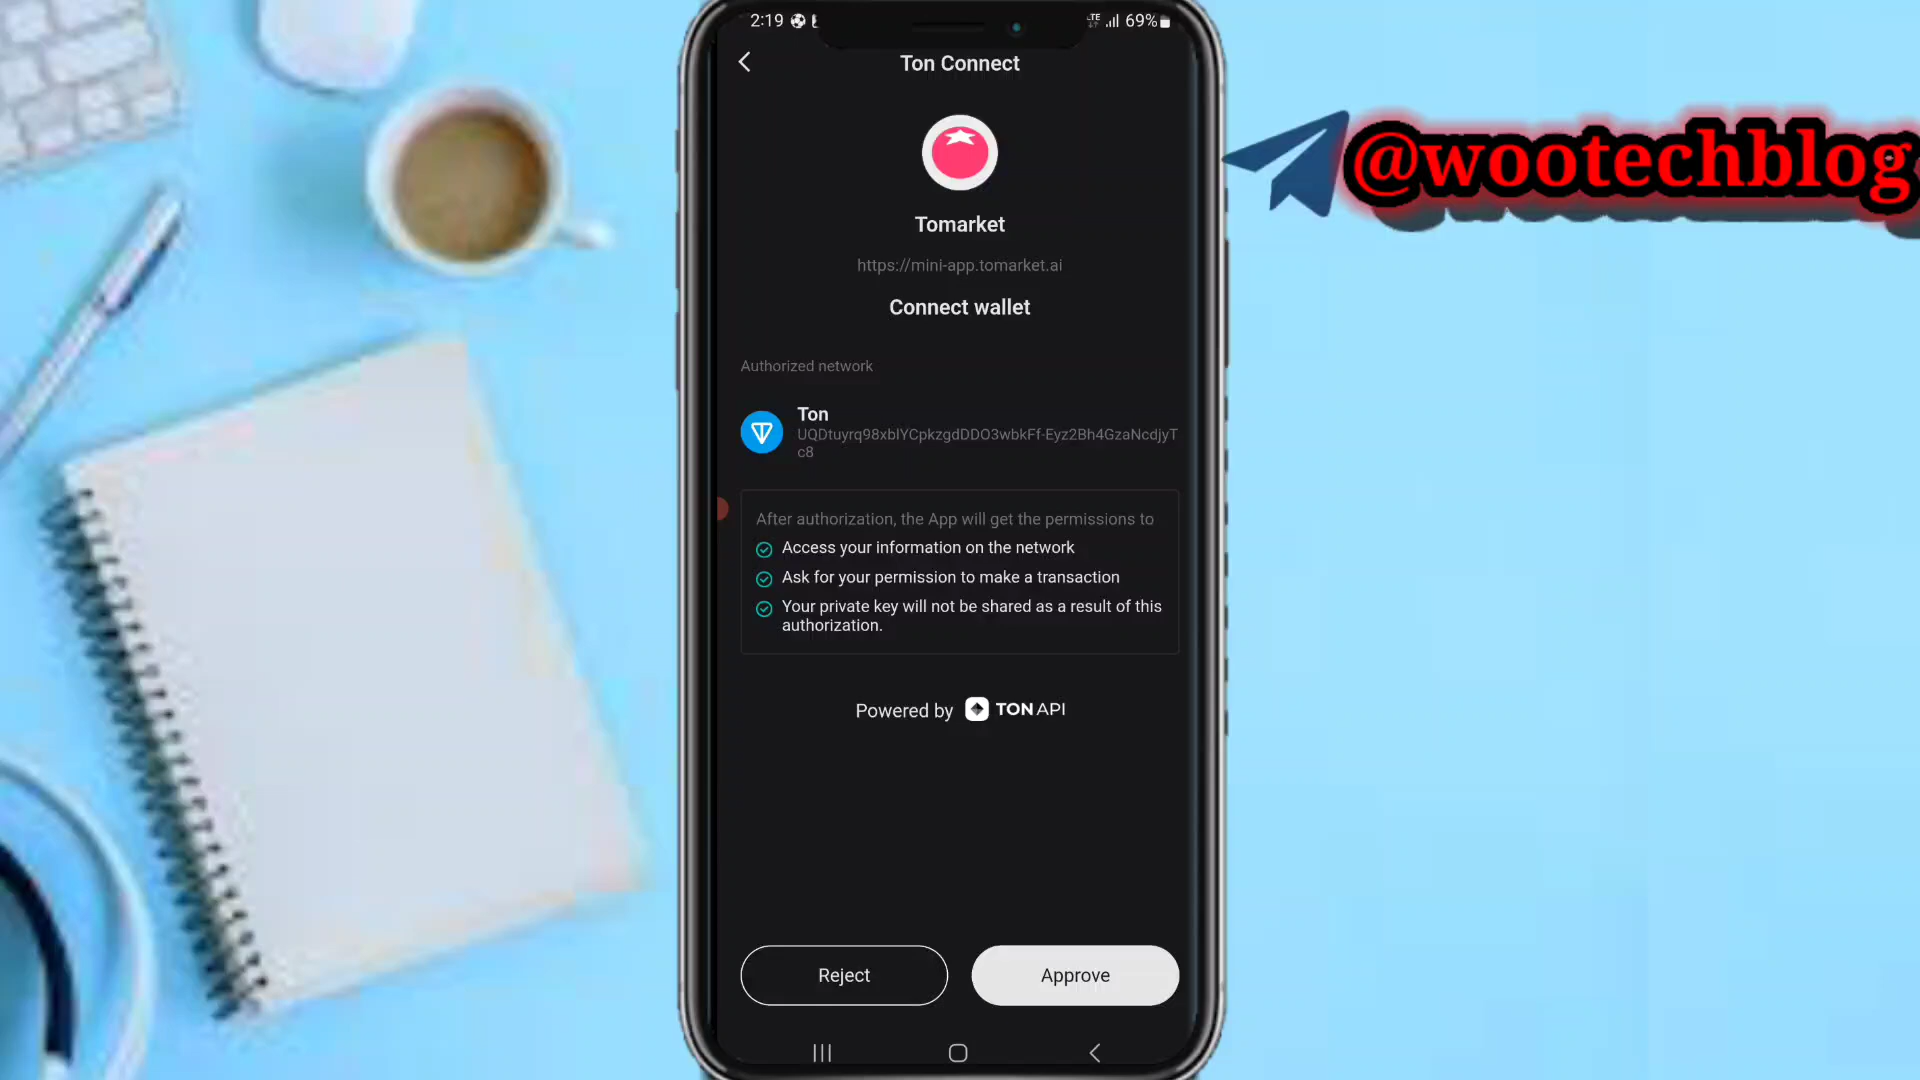 2:19
LTE 69%
Ton Connect
@wootechblog
Tomarket
https://mini-app.tomarket.ai
Connect wallet
Authorized network
Ton
UQDtuyrq98xblYCpkzgdDDO3wbkFf-Eyz2Bh4GzaNcdjyT
c8
After authorization, the App will get the permissions to
Access your information on the network
Ask for your permission to make a transaction
Your private key will not be shared as a result of this
authorization.
Powered by TON API
Reject
Approve